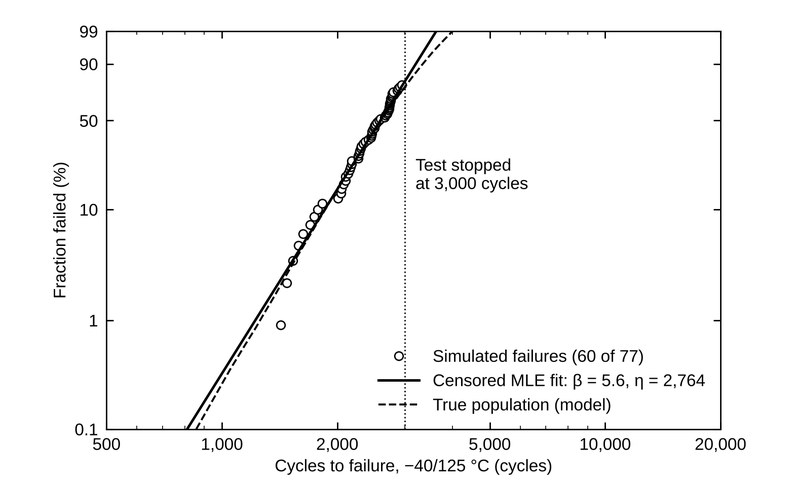 99
90
50
10
1
0.1
Fraction failed (%)
Test stopped
at 3,000 cycles
Simulated failures (60 of 77)
Censored MLE fit: β = 5.6, η = 2,764
True population (model)
500
1,000
2,000
5,000
10,000
20,000
Cycles to failure, −40/125 °C (cycles)